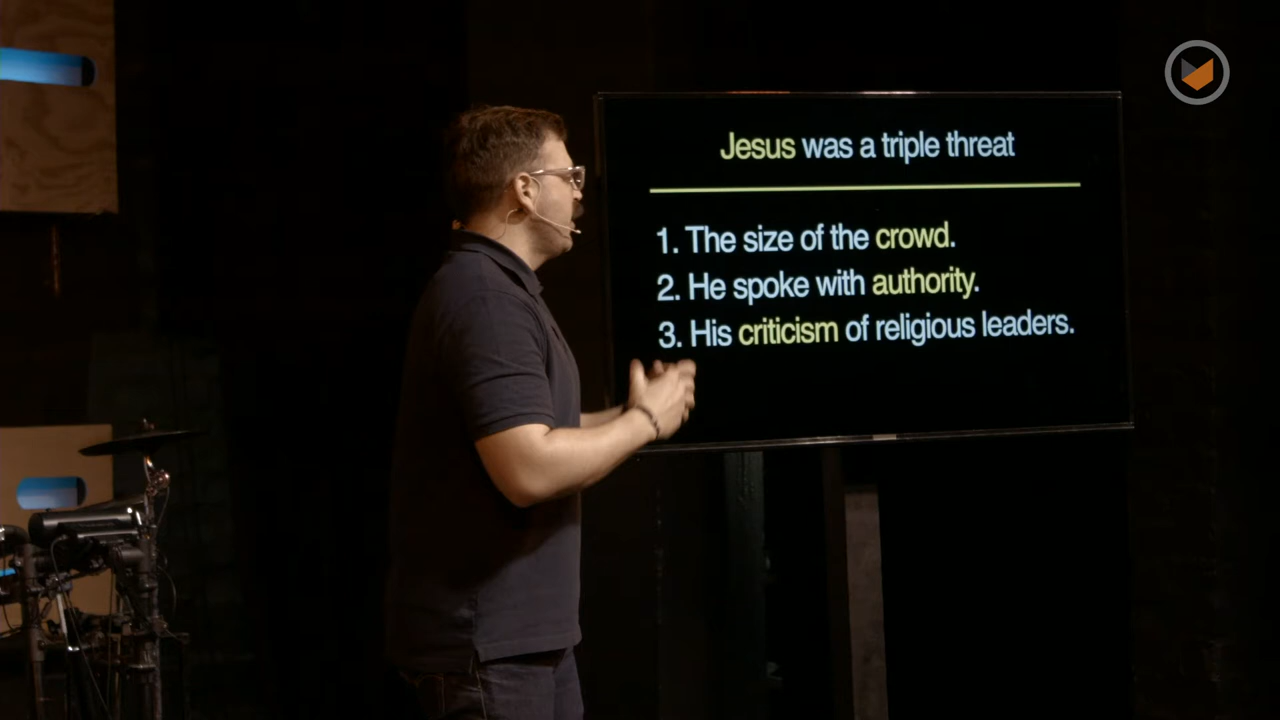 Jesus was a triple threat
1. The size of the crowd.
2. He spoke with authority.
3. His criticism of religious leaders.